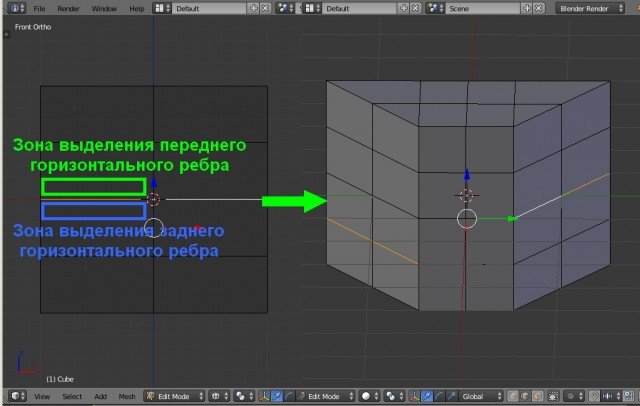 File Render Window Help Default Default Scene Blender Render
Front Ortho
Зона выделения переднего
горизонтального ребра
Зона выделения заднего
горизонтального ребра
(1) Cube
View Select Add Mesh Edit Mode Edit Mode Global